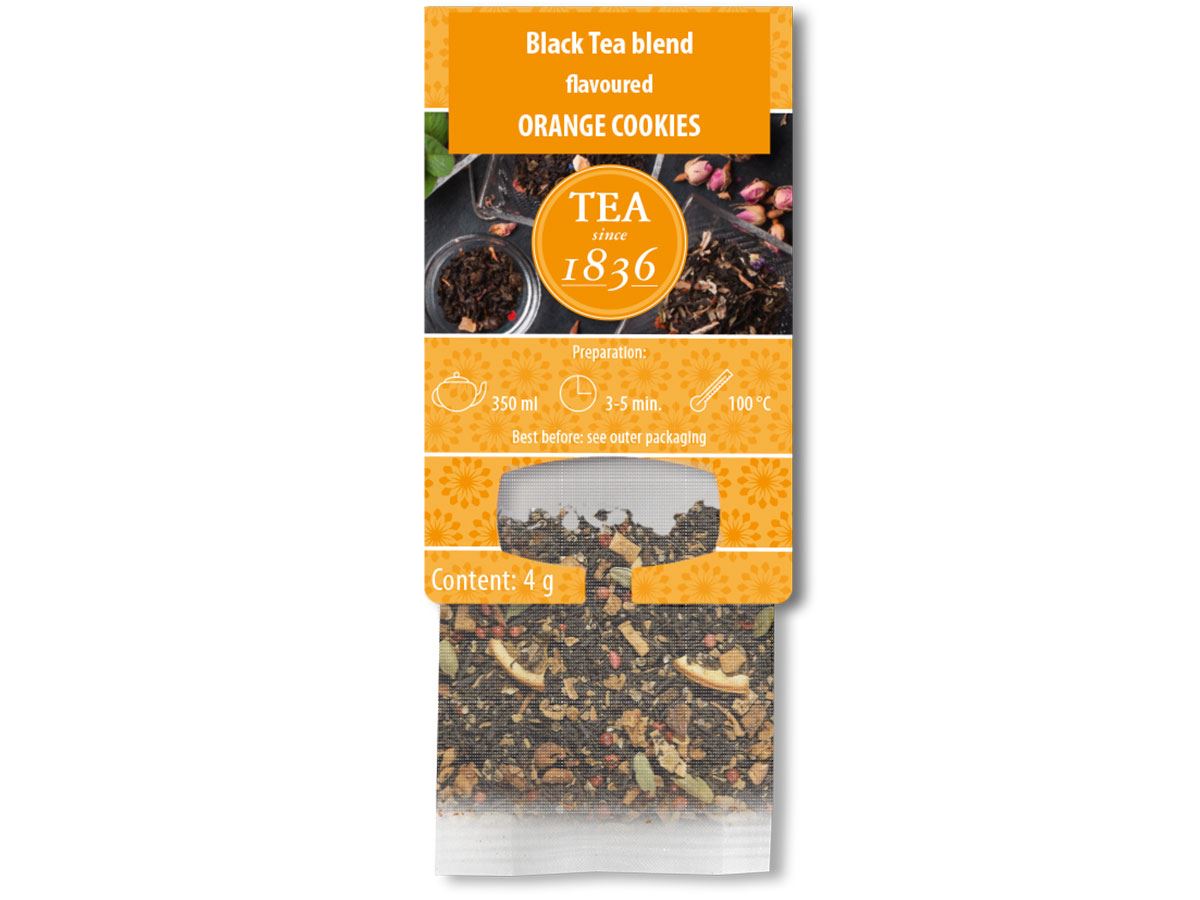 Black Tea blend
flavoured
ORANGE COOKIES
TEA
since
1836
Preparation:
350 ml
3-5 min.
100 °C
Best before: see outer packaging
Content: 4 g